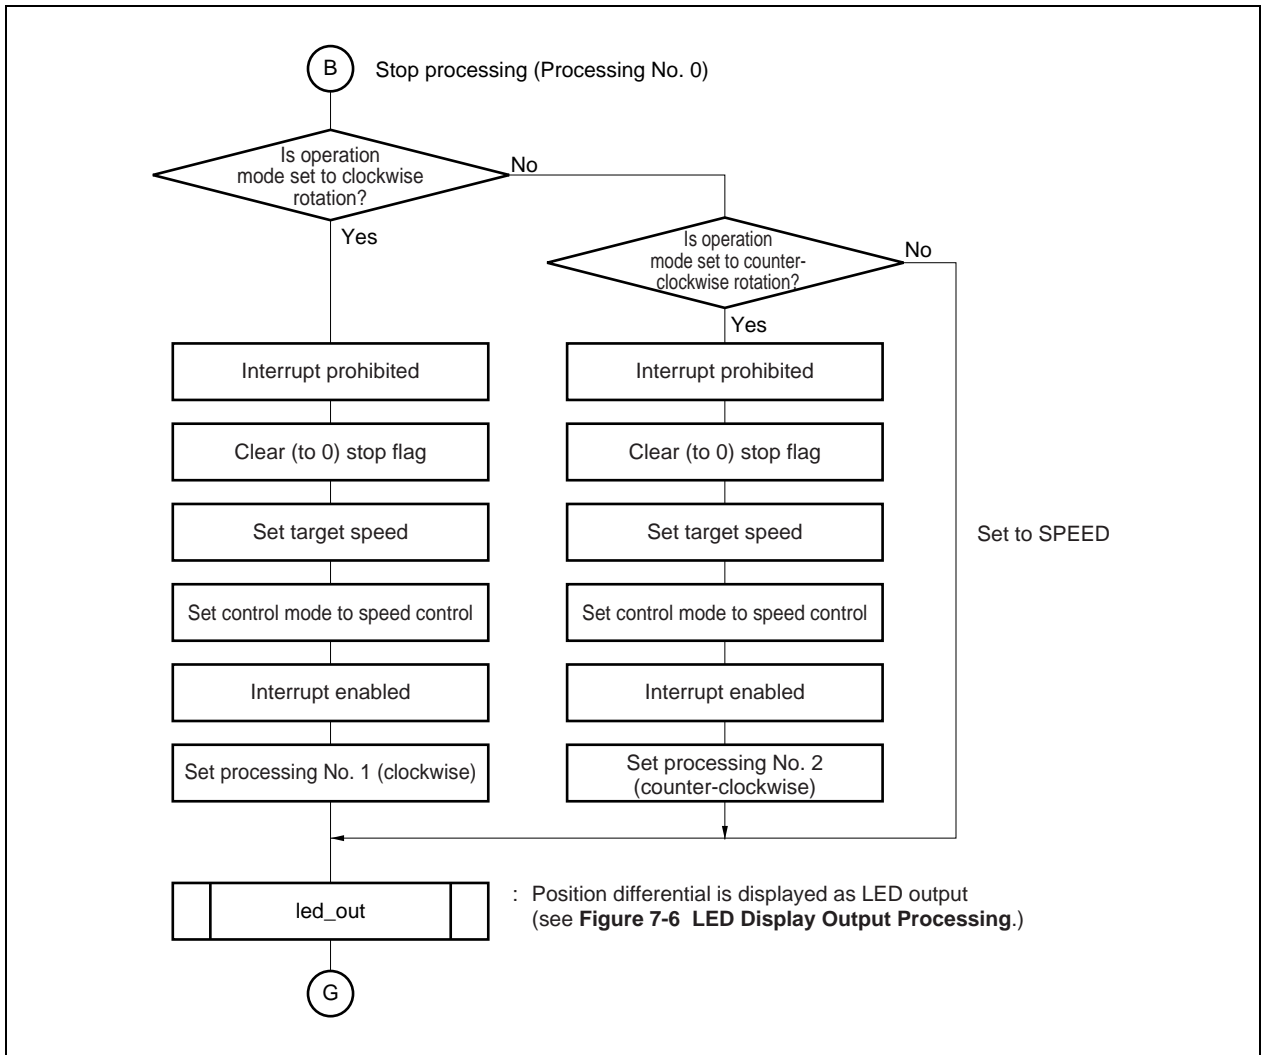 B
Stop processing (Processing No. 0)
Is operation
mode set to clockwise
rotation?
No
Yes
Is operation
mode set to counter-
clockwise rotation?
No
Yes
Interrupt prohibited
Interrupt prohibited
Clear (to 0) stop flag
Clear (to 0) stop flag
Set target speed
Set target speed
Set to SPEED
Set control mode to speed control
Set control mode to speed control
Interrupt enabled
Interrupt enabled
Set processing No. 1 (clockwise)
Set processing No. 2
(counter-clockwise)
led_out
: Position differential is displayed as LED output
(see Figure 7-6 LED Display Output Processing.)
G